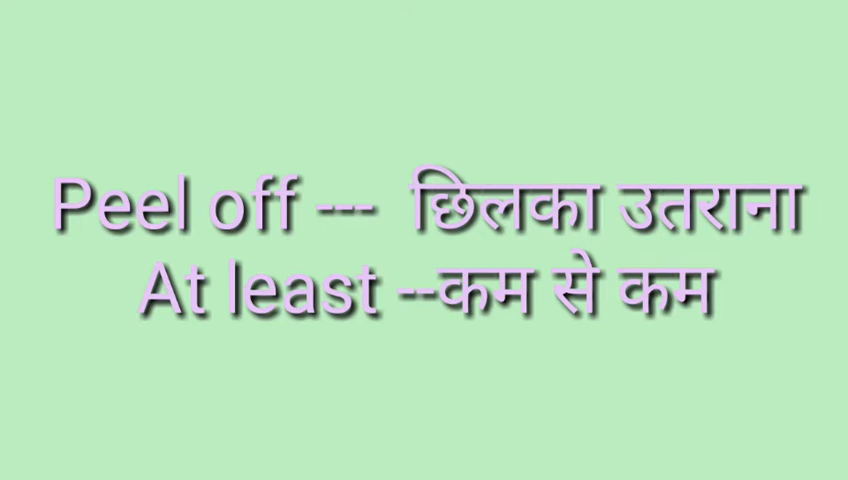 Peel off --- छिलका उतराना
At least --कम से कम